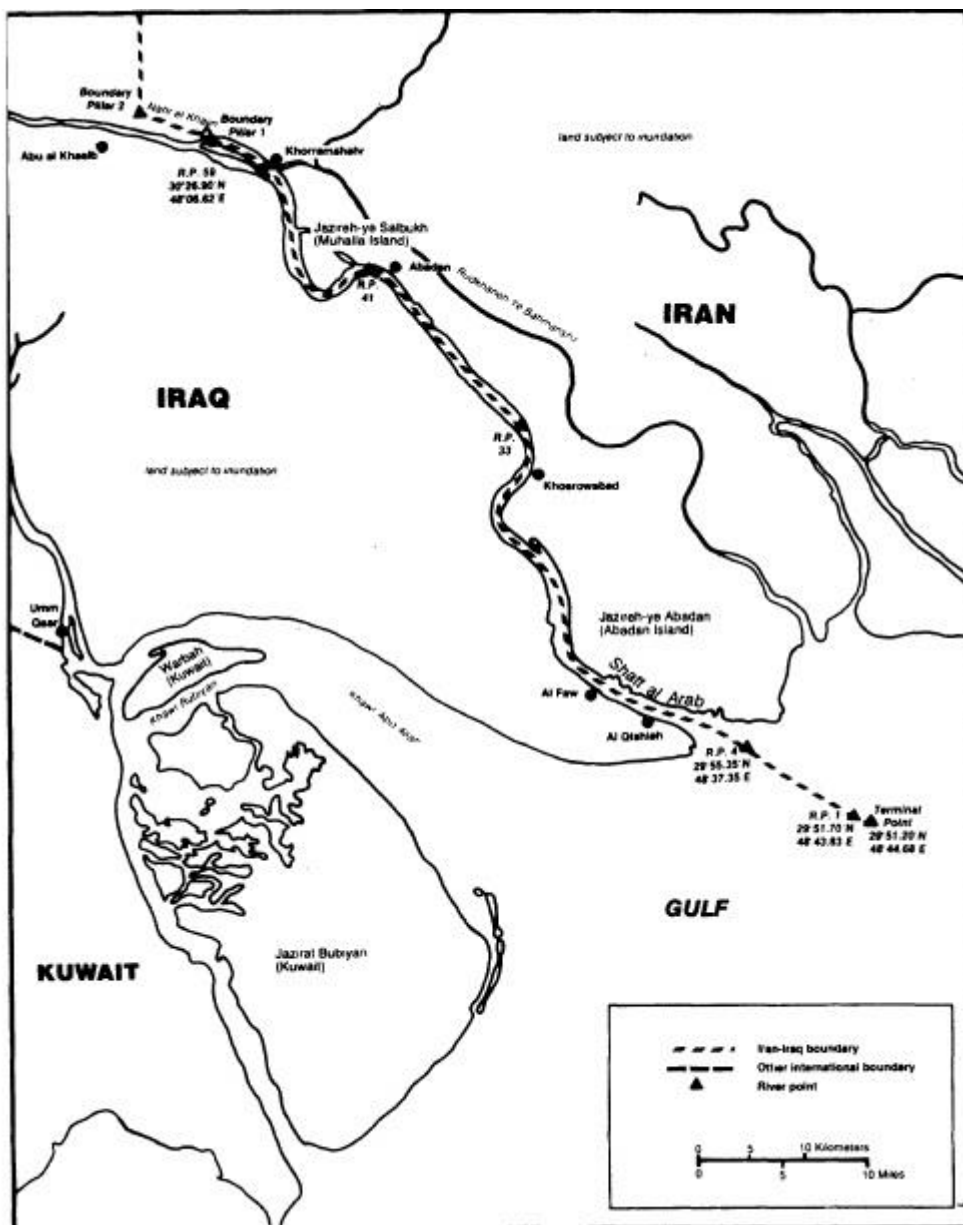 Boundary
Pillar 2
Nahr al Khaiin
Boundary
Pillar 1
Abu al Khasib
Khorramshahr
land subject to inundation
R.P. 59
30°26.90' N
48°06.62' E
Jazireh-ye Salbukh
(Muhalla Island)
Abadan
R.P.
41
IRAN
IRAQ
R.P.
33
land subject to inundation
Khosrowabad
Umm
Qasr
Jazireh-ye Abadan
(Abadan Island)
Warbah
(Kuwait)
Shatt al Arab
Al Faw
Al Qishlah
R.P. 4
29°55.35' N
48°37.35 E
R.P. 1
29°51.70' N
48°43.83 E
Terminal
Point
29°51.20' N
48°44.68 E
GULF
Jazirat Bubiyan
(Kuwait)
KUWAIT
Iran-Iraq boundary
Other international boundary
River point
0 5 10 Kilometers
0 5 10 Miles